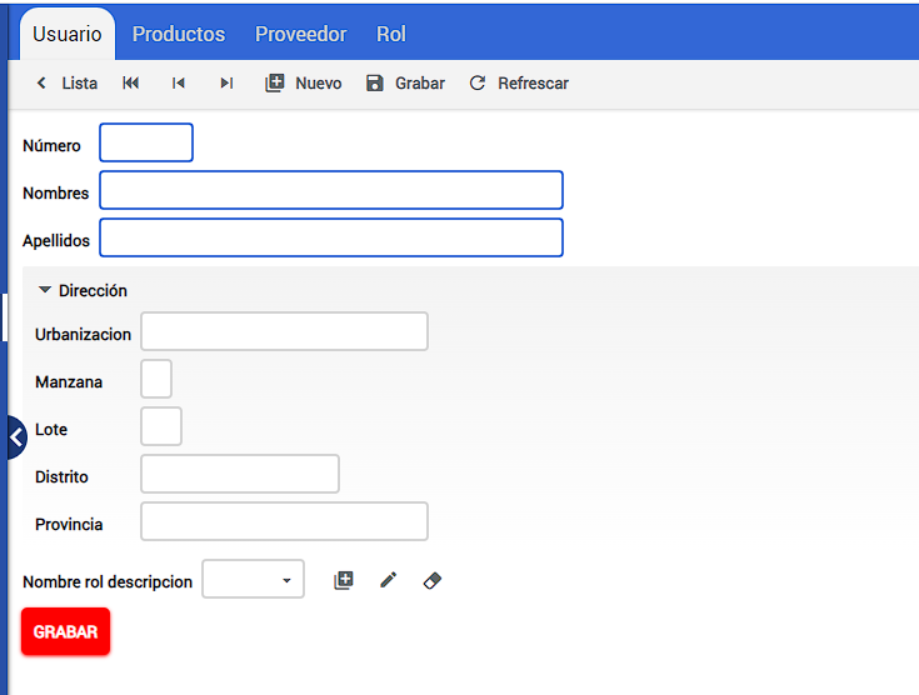 Usuario Productos Proveedor Rol
Lista Nuevo Grabar Refrescar
Número
Nombres
Apellidos
Dirección
Urbanizacion
Manzana
Lote
Distrito
Provincia
Nombre rol descripcion
GRABAR